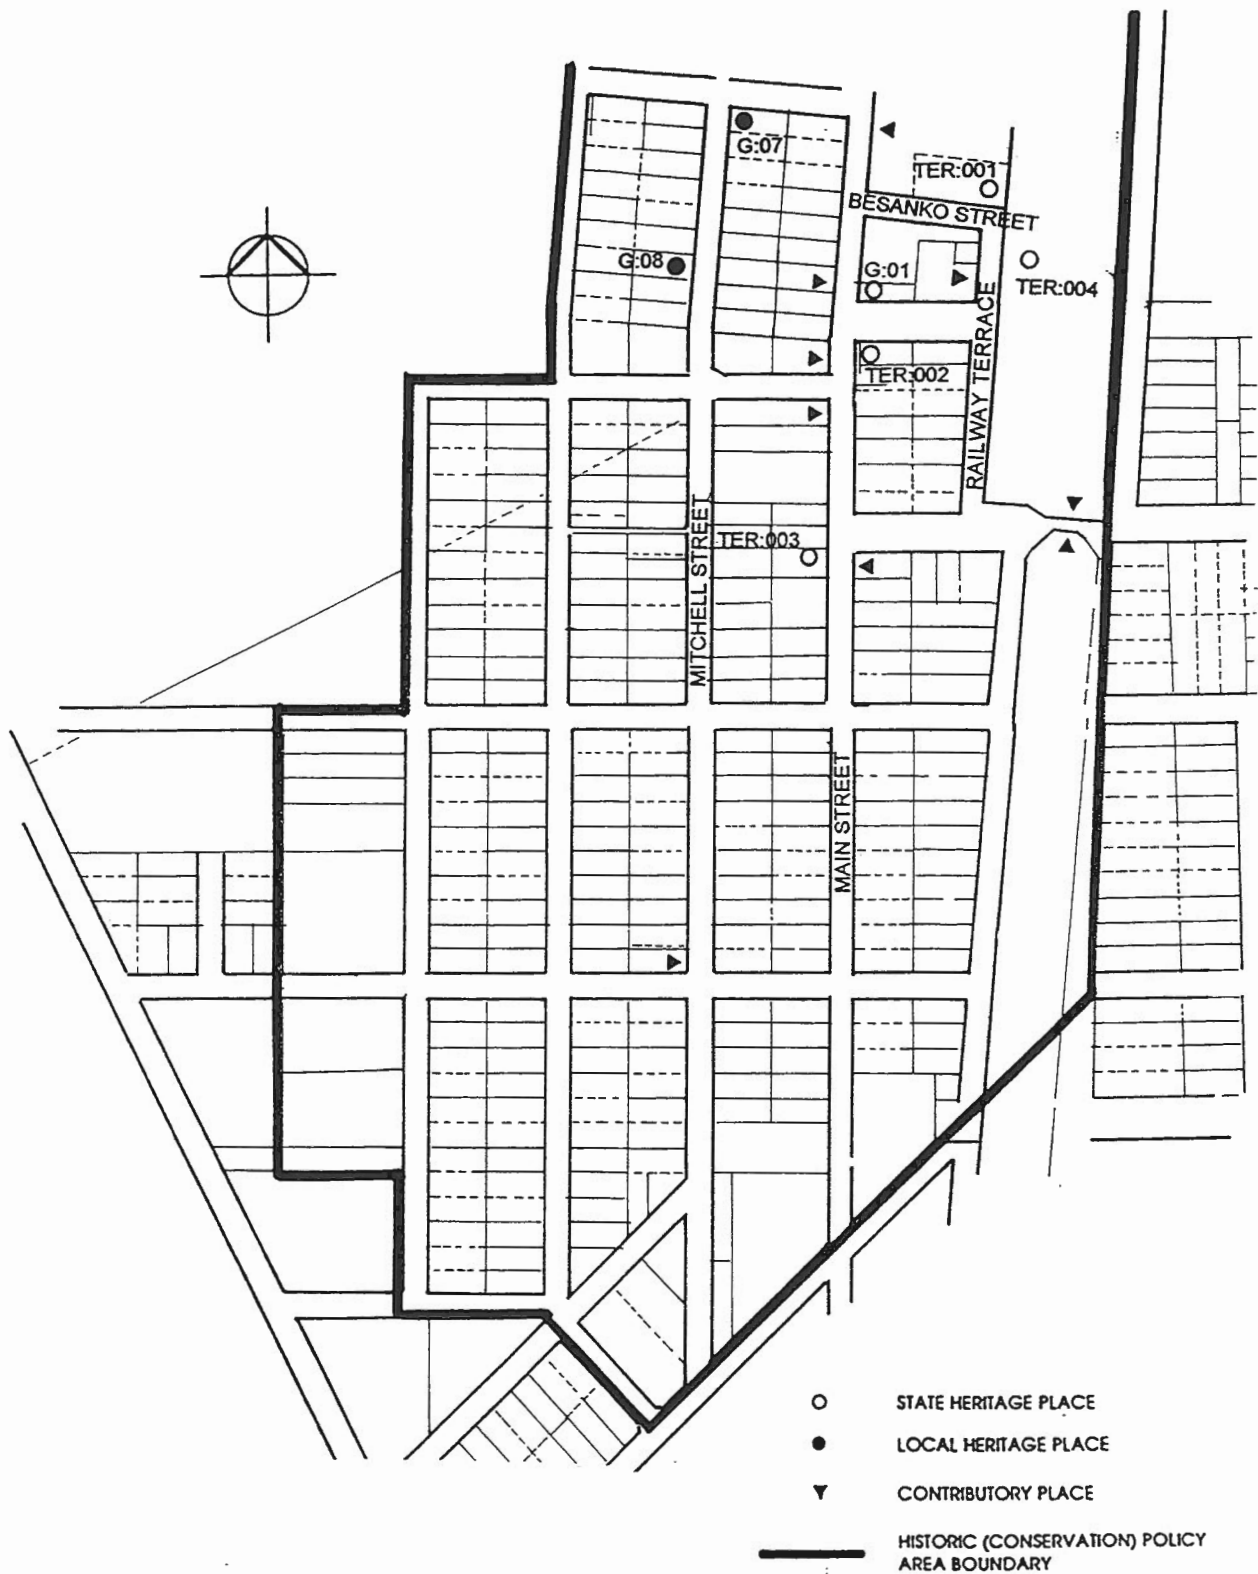 G:07
TER:001
BESANKO STREET
G:08
G:01
TER:004
TER:002
RAILWAY TERRACE
MITCHELL STREET
TER:003
MAIN STREET
STATE HERITAGE PLACE
LOCAL HERITAGE PLACE
CONTRIBUTORY PLACE
HISTORIC (CONSERVATION) POLICY
AREA BOUNDARY